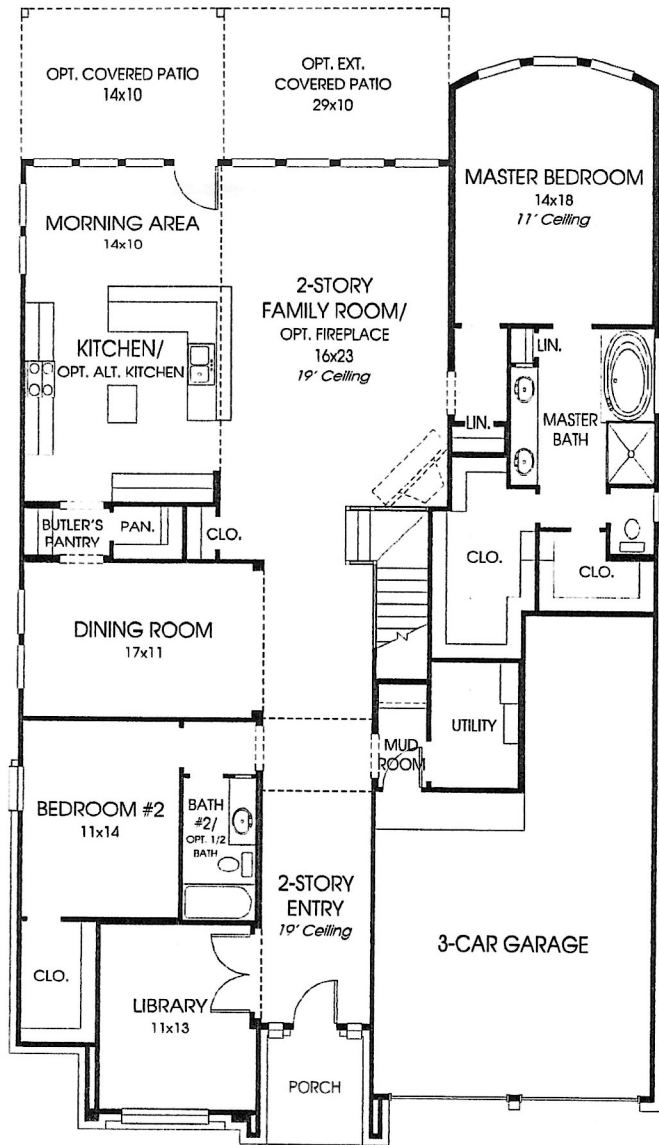 OPT. COVERED PATIO
14x10
OPT. EXT.
COVERED PATIO
29x10
MASTER BEDROOM
14x18
11' Ceiling
MORNING AREA
14x10
2-STORY
FAMILY ROOM/
OPT. FIREPLACE
16x23
19' Ceiling
KITCHEN/
OPT. ALT. KITCHEN
LIN.
LIN.
MASTER
BATH
BUTLER'S
PANTRY
PAN.
CLO.
CLO.
CLO.
DINING ROOM
17x11
UTILITY
MUD
ROOM
BEDROOM #2
11x14
BATH
#2/
OPT. 1/2
BATH
2-STORY
ENTRY
19' Ceiling
3-CAR GARAGE
CLO.
LIBRARY
11x13
PORCH